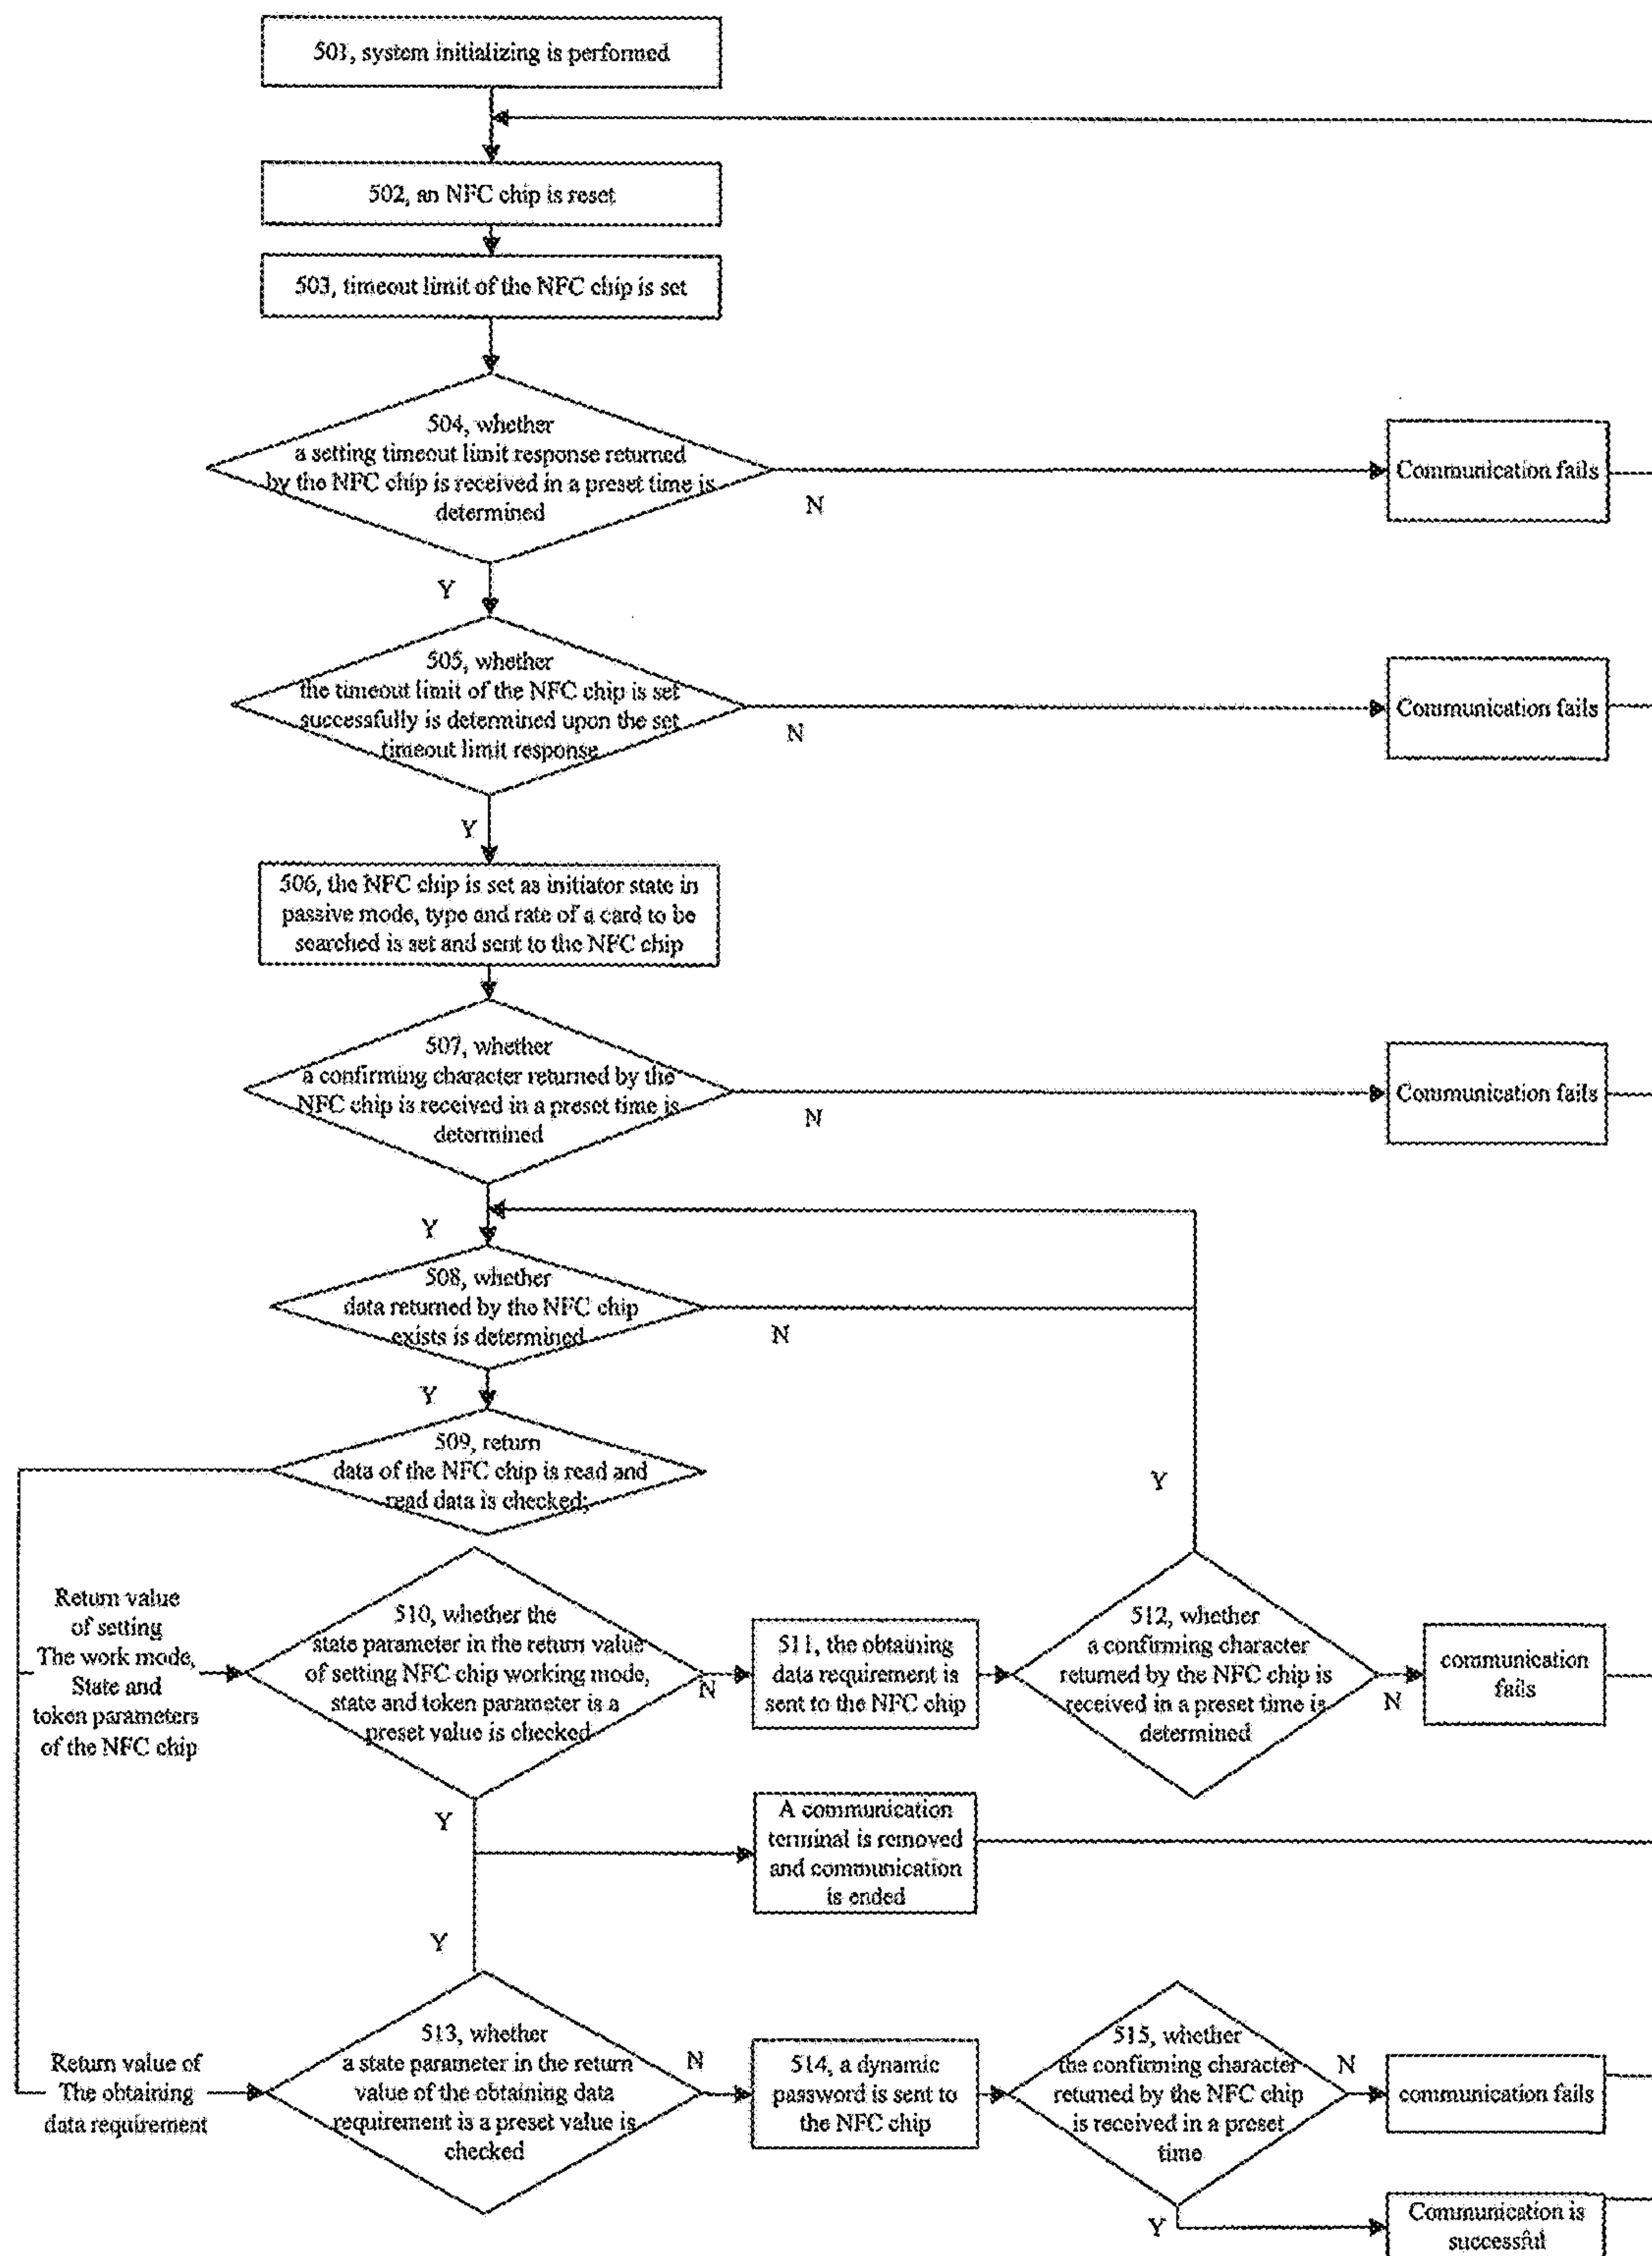 501, system initializing is performed
502, an NFC chip is reset
503, timeout limit of the NFC chip is set
504, whether
a setting timeout limit response returned
by the NFC chip is received in a preset time is
determined
N
Communication fails
Y
505, whether
the timeout limit of the NFC chip is set
successfully is determined upon the set
timeout limit response
N
Communication fails
Y
506, the NFC chip is set as initiator state in
passive mode, type and rate of a card to be
searched is set and sent to the NFC chip
507, whether
a confirming character returned by the
NFC chip is received in a preset time is
determined
N
Communication fails
Y
508, whether
data returned by the NFC chip
exists is determined
N
Y
509, return
data of the NFC chip is read and
read data is checked;
Y
Return value
of setting
The work mode,
State and
token parameters
of the NFC chip
510, whether the
state parameter in the return value
of setting NFC chip working mode,
state and token parameter is a
preset value is checked
N
511, the obtaining
data requirement is
sent to the NFC chip
512, whether
a confirming character
returned by the NFC chip is
received in a preset time is
determined
N
communication
fails
Y
A communication
terminal is removed
and communication
is ended
Y
Return value of
The obtaining
data requirement
513, whether
a state parameter in the return
value of the obtaining data
requirement is a preset value is
checked
N
514, a dynamic
password is sent to
the NFC chip
515, whether
the confirming character
returned by the NFC chip
is received in a preset
time
N
communication fails
Y
Communication is
successful